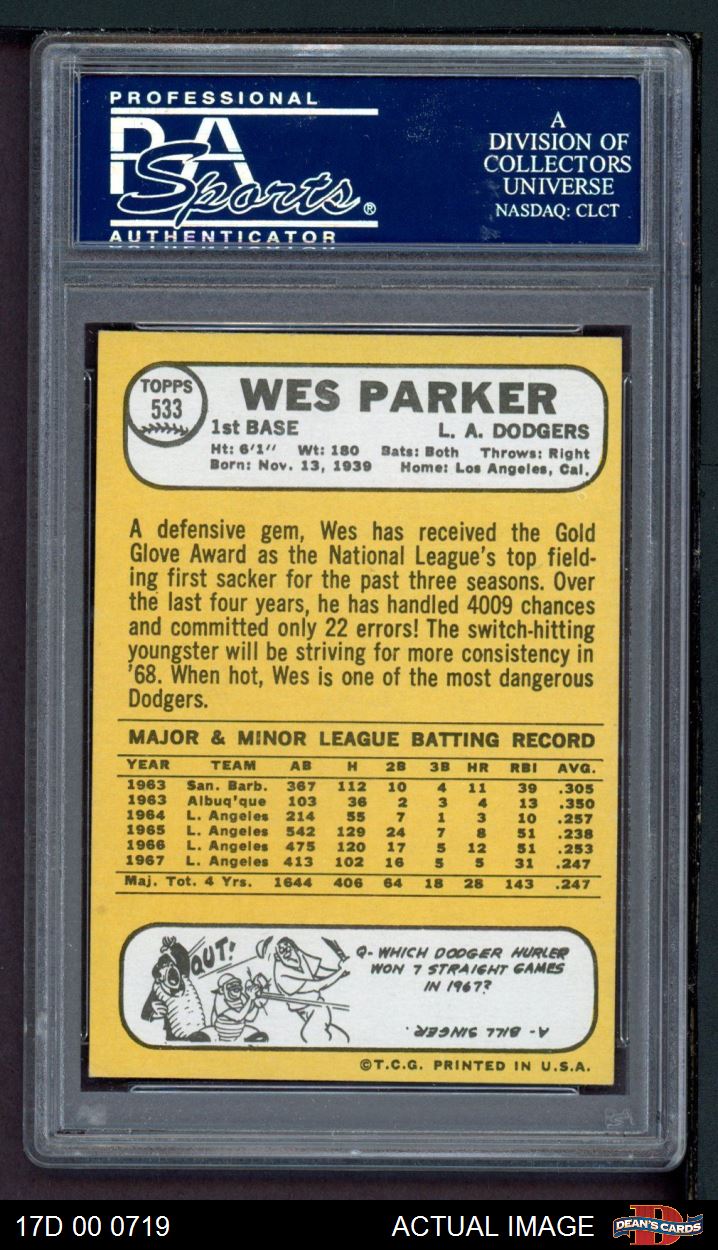 PROFESSIONAL
PSA
Sports®
AUTHENTICATOR
A
DIVISION OF
COLLECTORS
UNIVERSE
NASDAQ: CLCT
TOPPS
533
WES PARKER
1st BASE L. A. DODGERS
Ht: 6'1" Wt: 180 Bats: Both Throws: Right
Born: Nov. 13, 1939 Home: Los Angeles, Cal.
A defensive gem, Wes has received the Gold
Glove Award as the National League's top field-
ing first sacker for the past three seasons. Over
the last four years, he has handled 4009 chances
and committed only 22 errors! The switch-hitting
youngster will be striving for more consistency in
'68. When hot, Wes is one of the most dangerous
Dodgers.
MAJOR & MINOR LEAGUE BATTING RECORD
YEAR TEAM AB H 2B 3B HR RBI AVG.
1963 San. Barb. 367 112 10 4 11 39 .305
1963 Albuq'que 103 36 2 3 4 13 .350
1964 L. Angeles 214 55 7 1 3 10 .257
1965 L. Angeles 542 129 24 7 8 51 .238
1966 L. Angeles 475 120 17 5 12 51 .253
1967 L. Angeles 413 102 16 5 5 31 .247
Maj. Tot. 4 Yrs. 1644 406 64 18 28 143 .247
OUT!
Q- WHICH DODGER HURLER
WON 7 STRAIGHT GAMES
IN 1967?
A - BILL SINGER.
©T.C.G. PRINTED IN U.S.A.
17D 00 0719 ACTUAL IMAGE DEAN'S CARDS